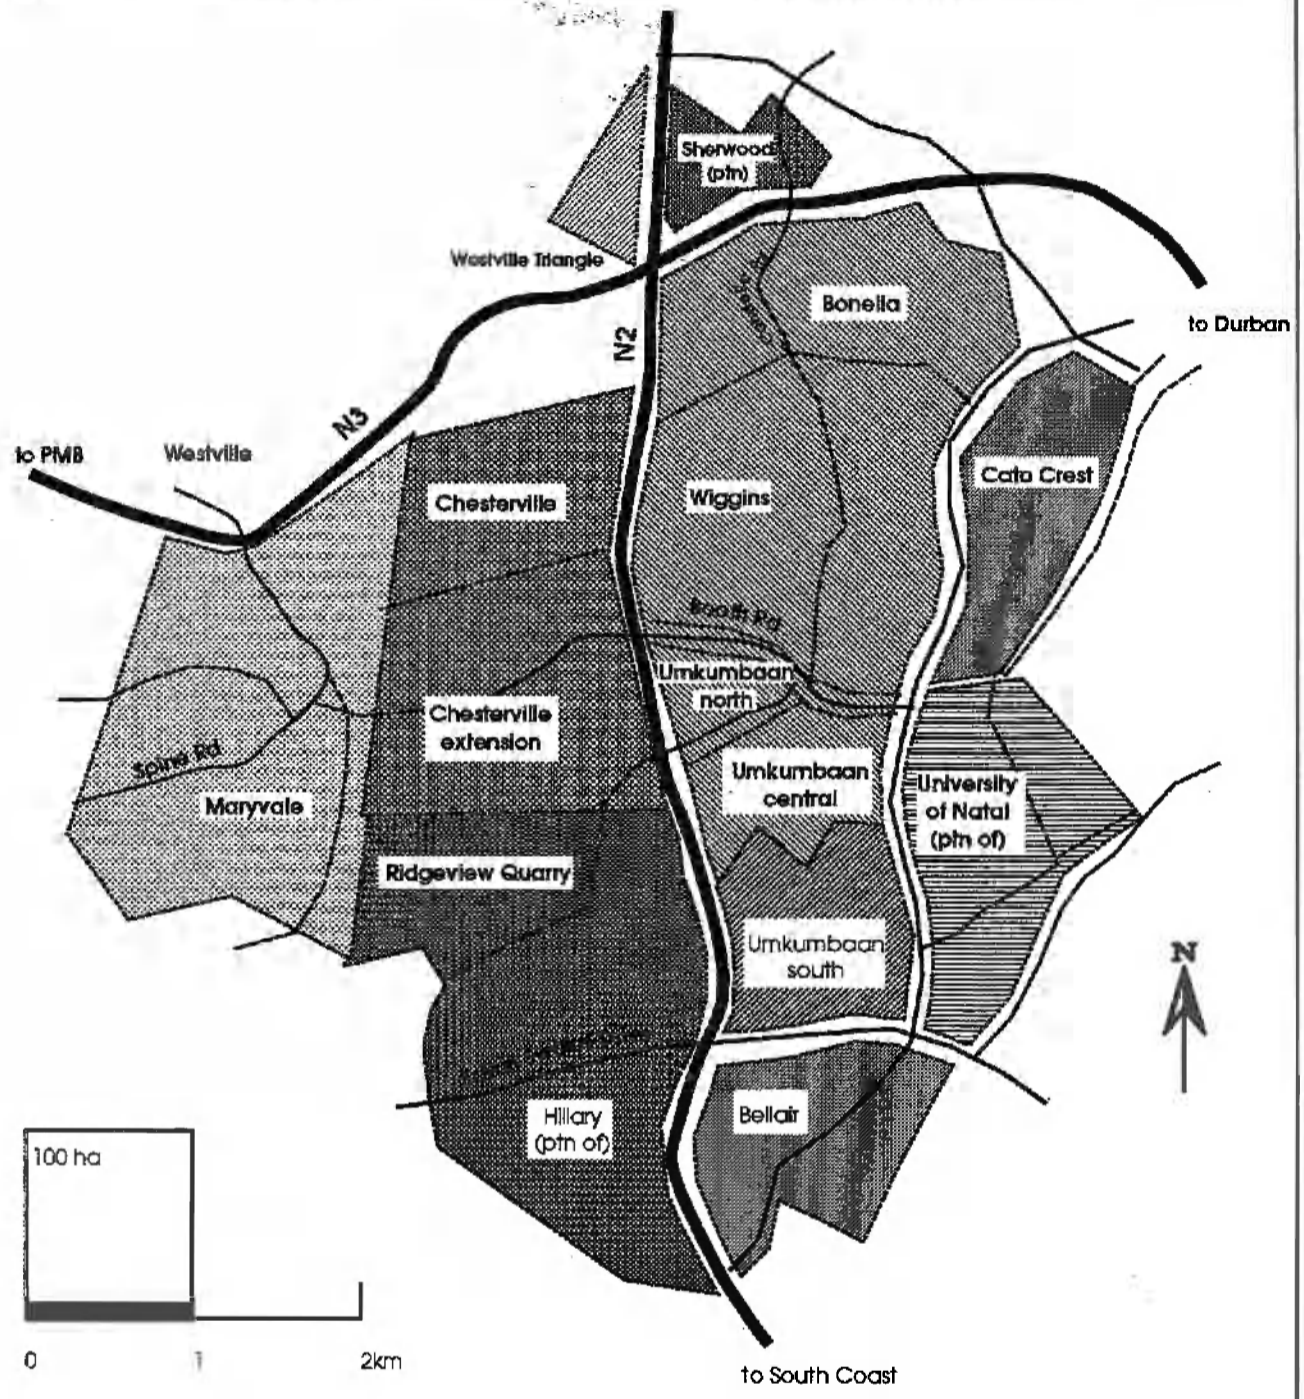 Sherwood
(ptn)
Westville Triangle
Bonella
N2
to Durban
N3
to PMB
Westville
Chesterville
Wiggins
Cato Crest
Booth Rd
Umkumbaan
north
Chesterville
extension
Spine Rd
Maryvale
Umkumbaan
central
University
of Natal
(ptn of)
Ridgeview Quarry
Umkumbaan
south
N
Hillary
(ptn of)
Bellair
100 ha
0
1
2km
to South Coast